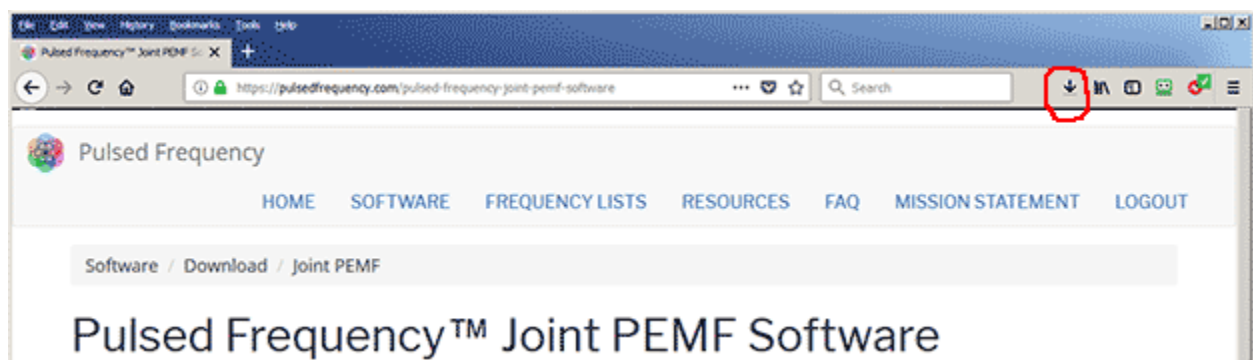 File Edit View History Bookmarks Tools Help
Pulsed Frequency™ Joint PEMF Sc
https://pulsedfrequency.com/pulsed-frequency-joint-pemf-software Search
Pulsed Frequency
HOME SOFTWARE FREQUENCY LISTS RESOURCES FAQ MISSION STATEMENT LOGOUT
Software / Download / Joint PEMF
Pulsed Frequency™ Joint PEMF Software